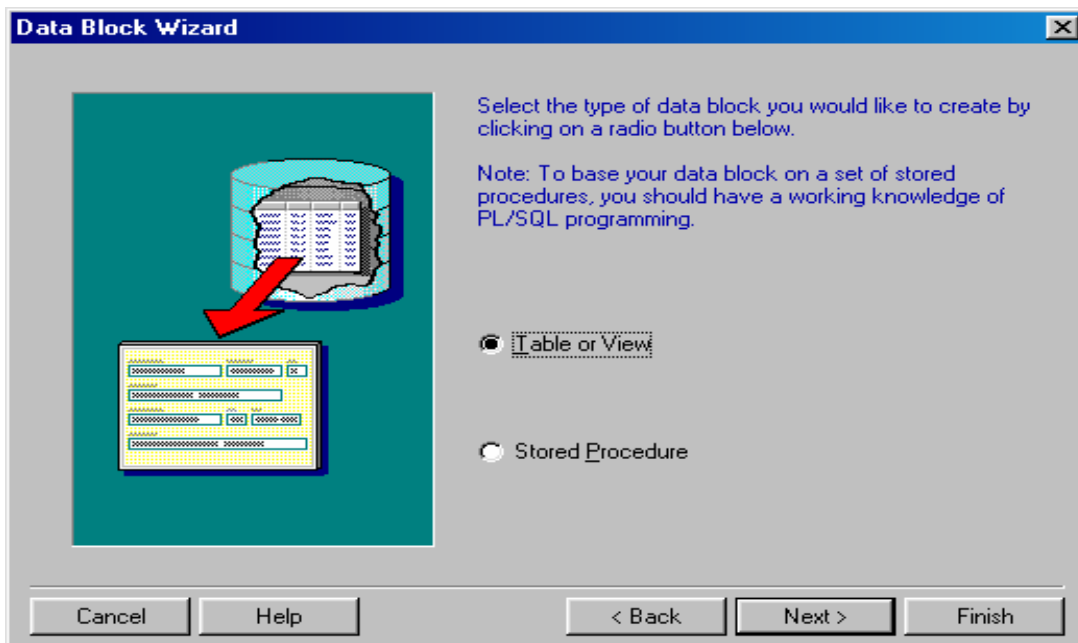 Data Block Wizard
Select the type of data block you would like to create by
clicking on a radio button below.
Note: To base your data block on a set of stored
procedures, you should have a working knowledge of
PL/SQL programming.
Table or View
Stored Procedure
Cancel
Help
< Back
Next >
Finish